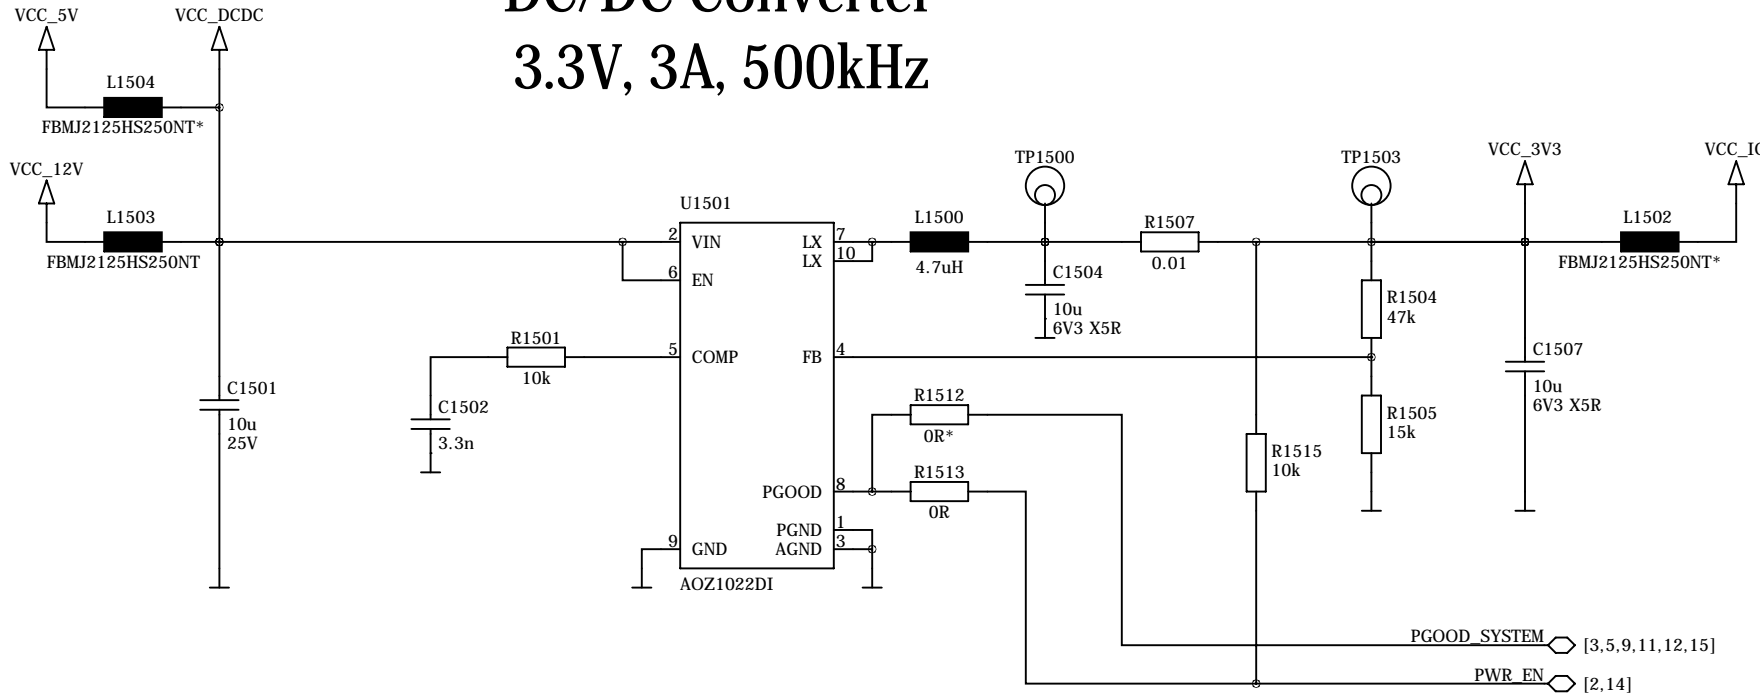 DC/DC Converter
3.3V, 3A, 500kHz
VCC_5V
VCC_DCDC
L1504
FBMJ2125HS250NT*
VCC_12V
L1503
FBMJ2125HS250NT
C1501
10u
25V
R1501
10k
C1502
3.3n
U1501
2 VIN
6 EN
5 COMP
9 GND
LX 7
LX 10
FB 4
PGOOD 8
PGND 1
AGND 3
AOZ1022DI
L1500
4.7uH
TP1500
C1504
10u
6V3 X5R
R1507
0.01
TP1503
R1504
47k
R1505
15k
R1512
0R*
R1513
0R
R1515
10k
VCC_3V3
C1507
10u
6V3 X5R
L1502
FBMJ2125HS250NT*
PGOOD_SYSTEM [3,5,9,11,12,15]
PWR_EN [2,14]